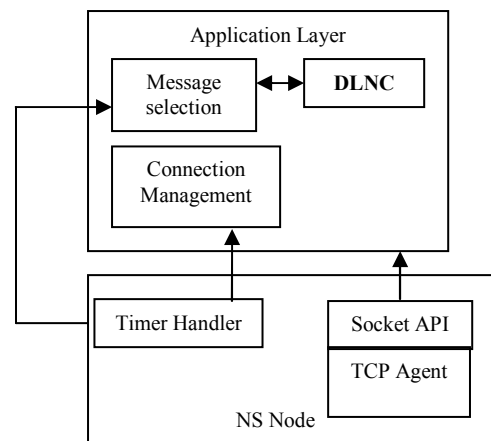 Application Layer
Message
selection
DLNC
Connection
Management
Timer Handler
Socket API
TCP Agent
NS Node